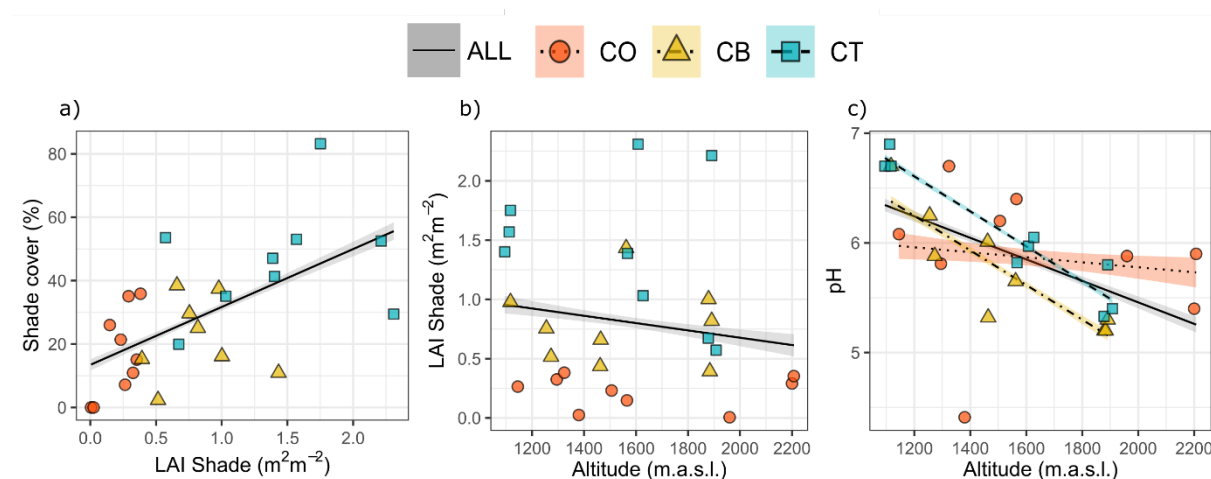 ALL CO CB CT
a)
80
60
40
20
0
Shade cover (%)
0.0 0.5 1.0 1.5 2.0
LAI Shade (m²m⁻²)
b)
2.0
1.5
1.0
0.5
0.0
LAI Shade (m²m⁻²)
1200 1400 1600 1800 2000 2200
Altitude (m.a.s.l.)
c)
7
6
5
pH
1200 1400 1600 1800 2000 2200
Altitude (m.a.s.l.)